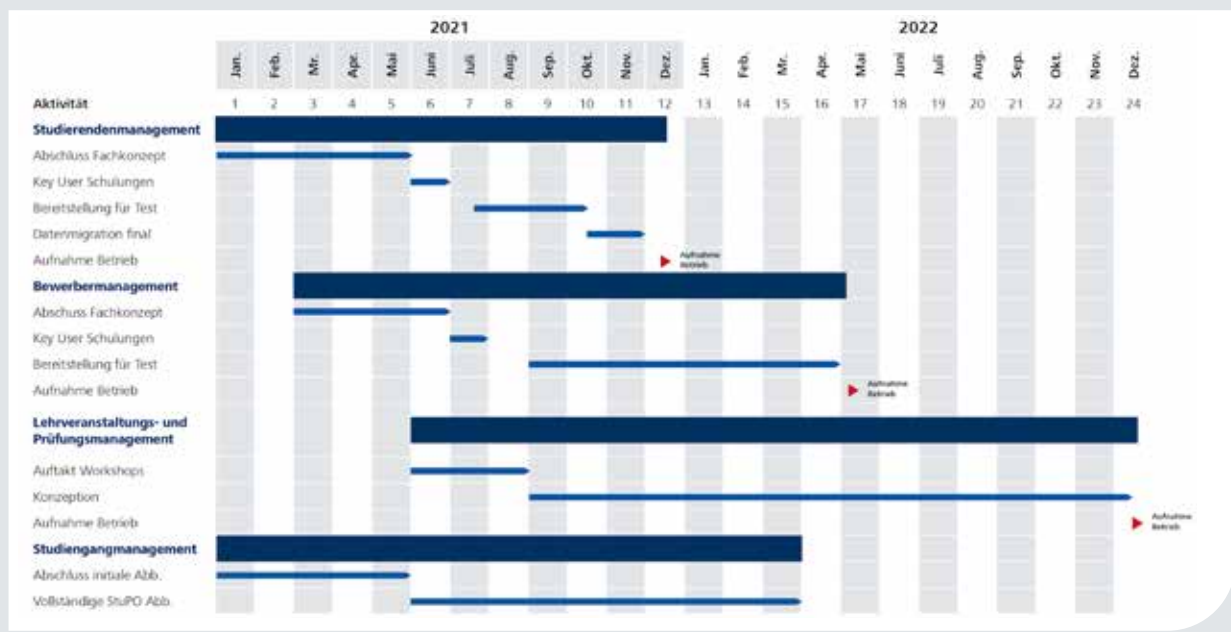 2021 2022
Jan. Feb. Mr. Apr. Mai Juni Juli Aug. Sep. Okt. Nov. Dez. Jan. Feb. Mr. Apr. Mai Juni Juli Aug. Sep. Okt. Nov. Dez.
Aktivität 1 2 3 4 5 6 7 8 9 10 11 12 13 14 15 16 17 18 19 20 21 22 23 24
Studierendenmanagement
Abschluss Fachkonzept
Key User Schulungen
Bereitstellung für Test
Datenmigration final
Aufnahme Betrieb Aufnahme
Betrieb
Bewerbermanagement
Abschuss Fachkonzept
Key User Schulungen
Bereitstellung für Test
Aufnahme Betrieb Aufnahme
Betrieb
Lehrveranstaltungs- und
Prüfungsmanagement
Auftakt Workshops
Konzeption
Aufnahme Betrieb Aufnahme
Betrieb
Studiengangmanagement
Abschluss initiale Abb.
Vollständige StuPO Abb.